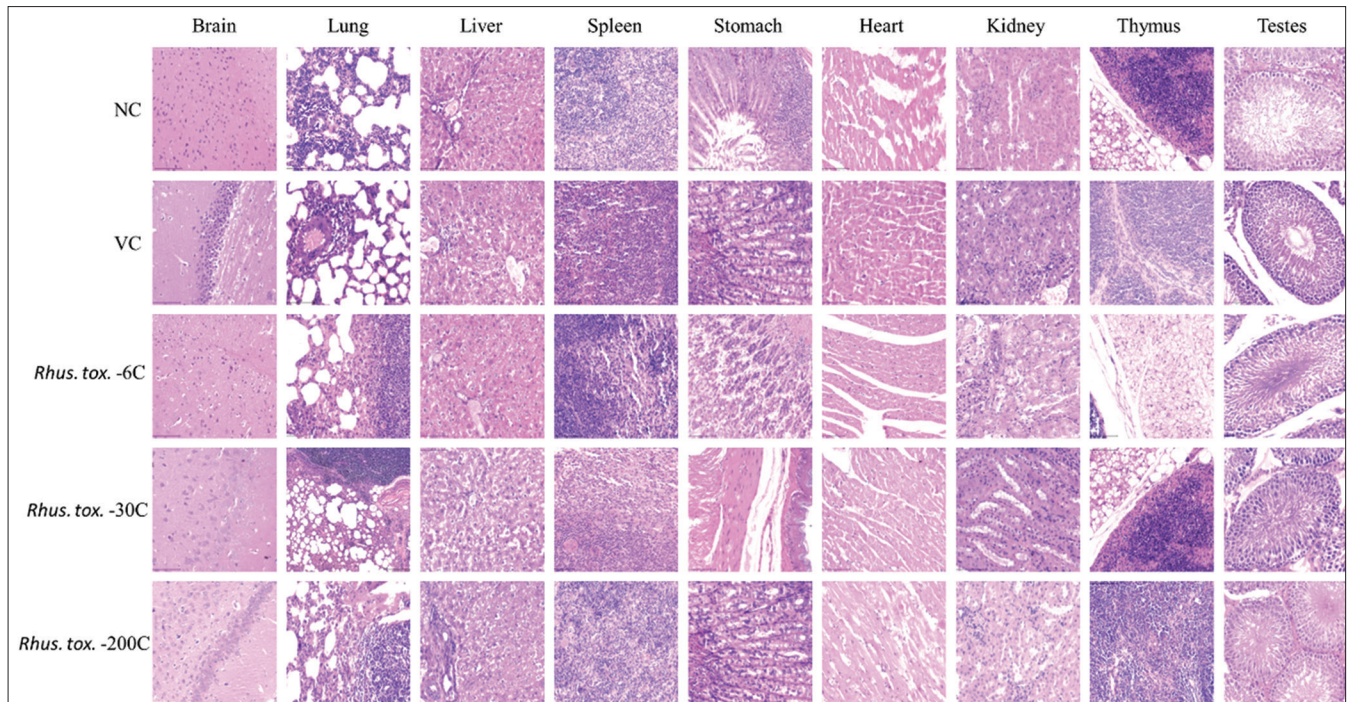 Brain Lung Liver Spleen Stomach Heart Kidney Thymus Testes
NC
VC
Rhus. tox. -6C
Rhus. tox. -30C
Rhus. tox. -200C